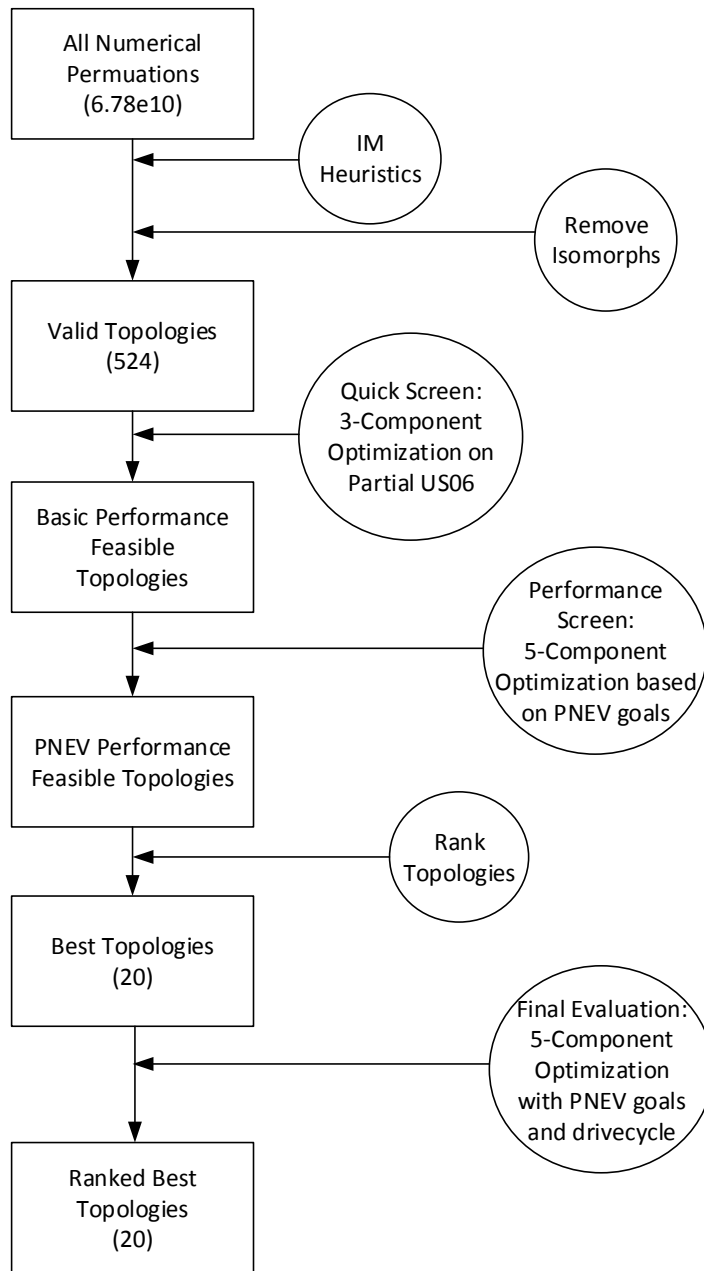 All Numerical
Permuations
(6.78e10)
IM
Heuristics
Remove
Isomorphs
Valid Topologies
(524)
Quick Screen:
3-Component
Optimization on
Partial US06
Basic Performance
Feasible
Topologies
Performance
Screen:
5-Component
Optimization based
on PNEV goals
PNEV Performance
Feasible Topologies
Rank
Topologies
Best Topologies
(20)
Final Evaluation:
5-Component
Optimization
with PNEV goals
and drivecycle
Ranked Best
Topologies
(20)